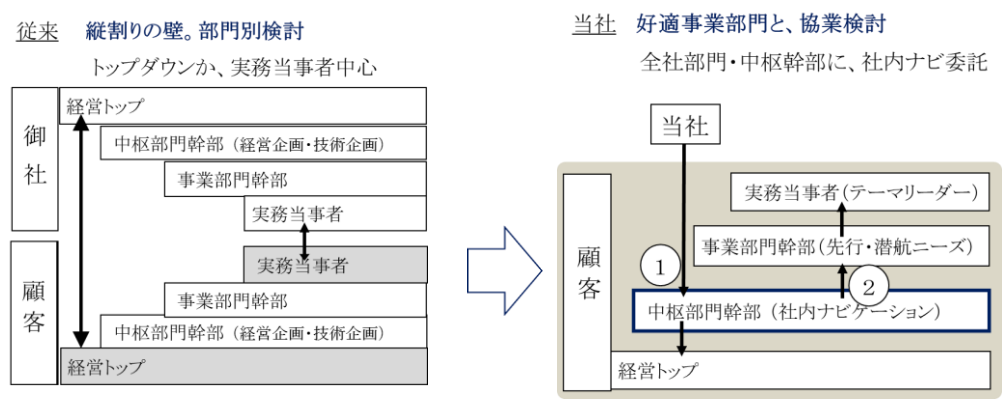 従来 縦割りの壁。部門別検討
トップダウンか、実務当事者中心
御社
経営トップ
中枢部門幹部（経営企画・技術企画）
事業部門幹部
実務当事者
顧客
実務当事者
事業部門幹部
中枢部門幹部（経営企画・技術企画）
経営トップ
当社 好適事業部門と、協業検討
全社部門・中枢幹部に、社内ナビ委託
当社
顧客
実務当事者（テーマリーダー）
事業部門幹部（先行・潜航ニーズ）
1
2
中枢部門幹部（社内ナビゲーション）
経営トップ